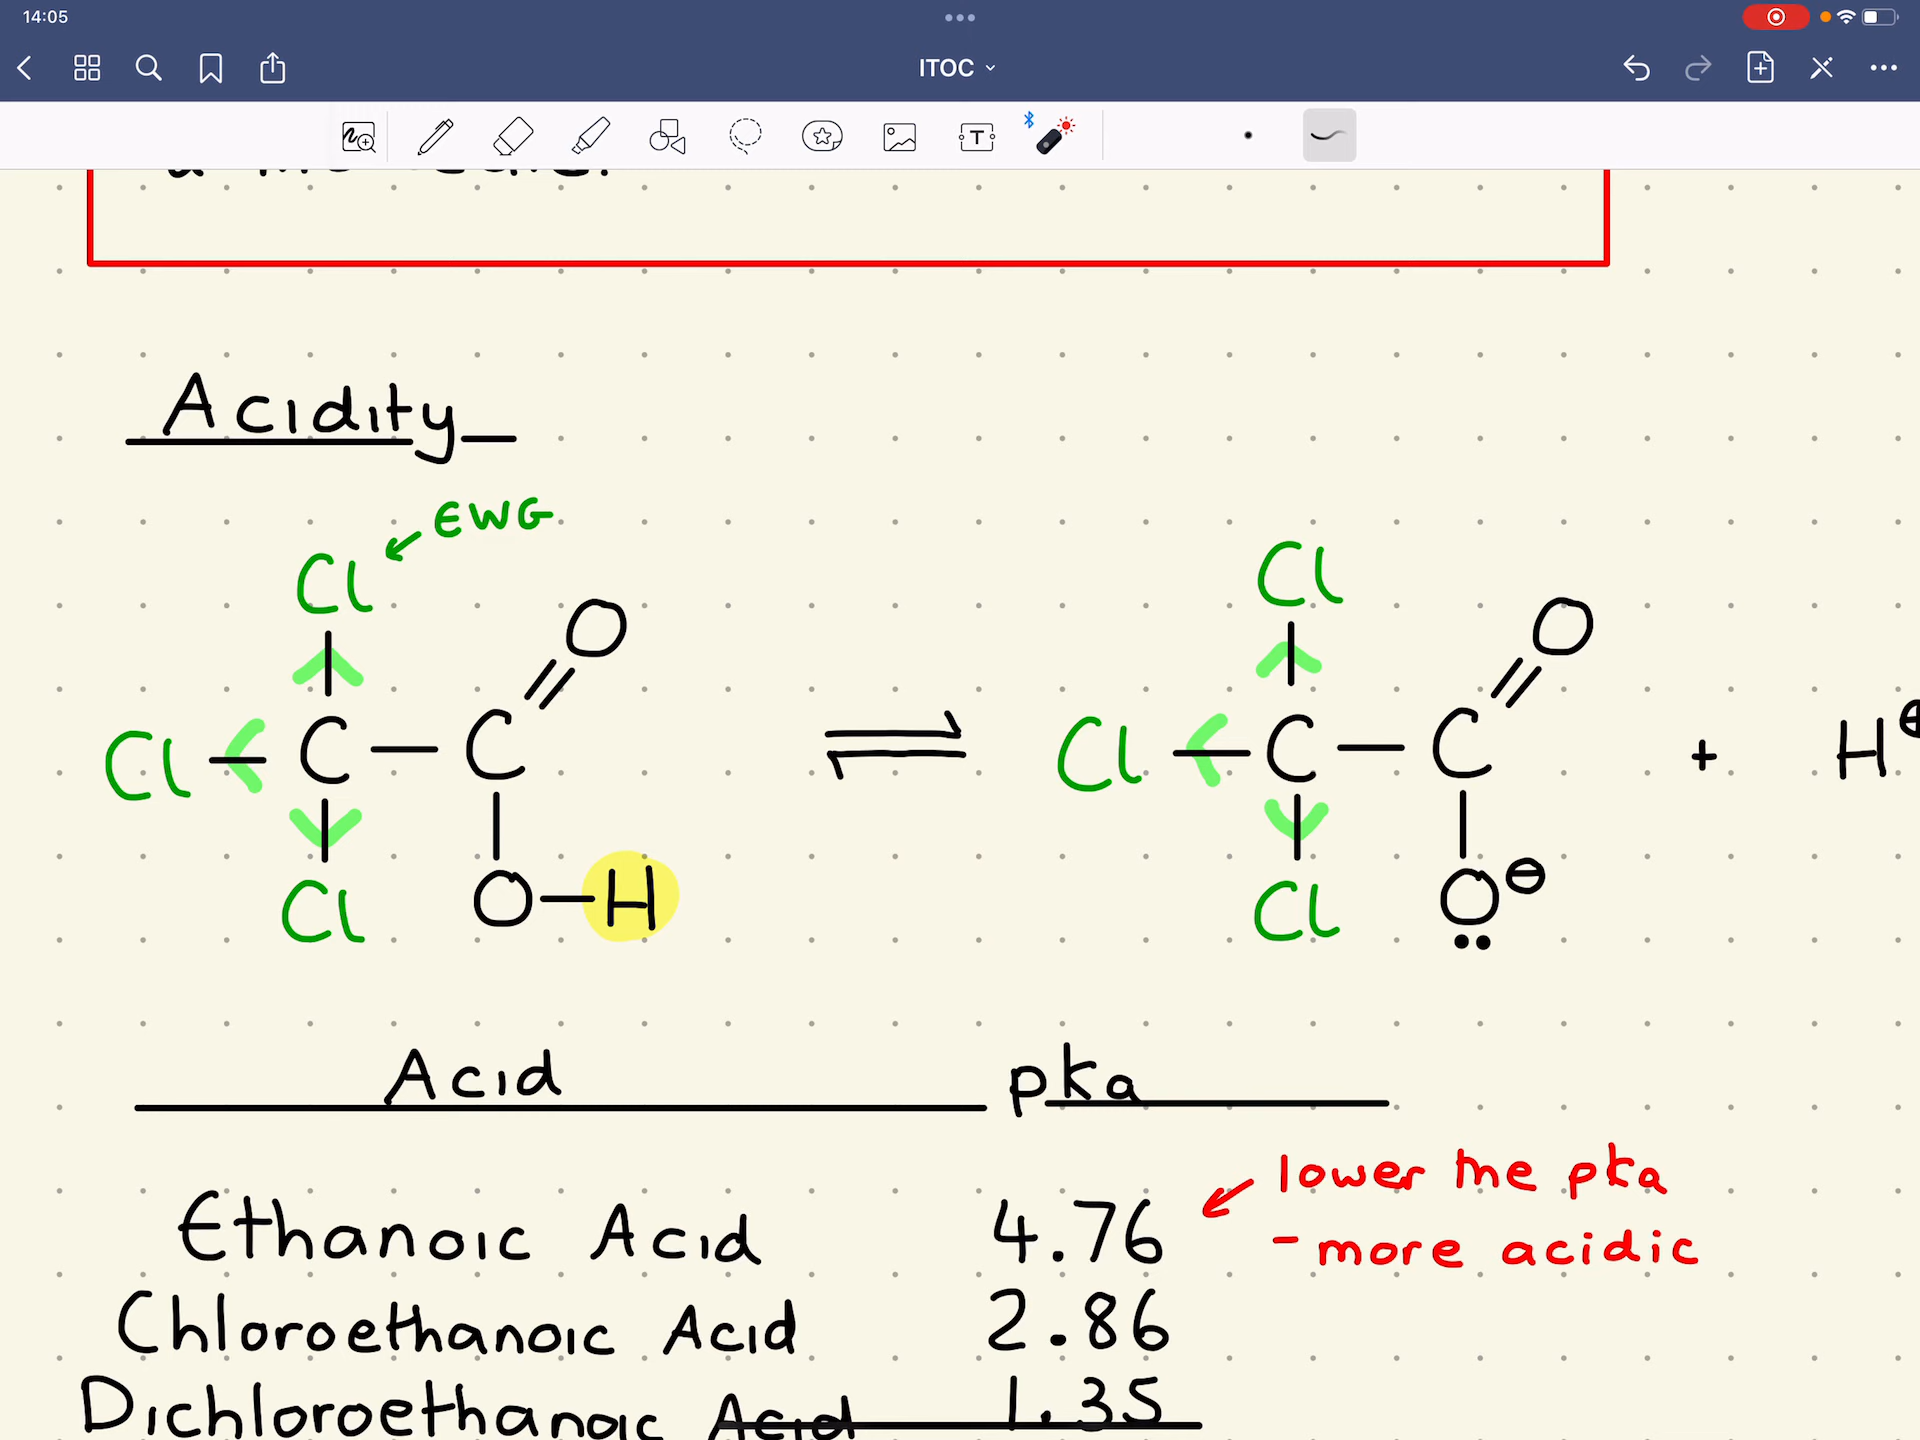 14:05
ITOC
T
Acidity
EWG
Cl
O
Cl C C
O H
Cl
Cl
O
Cl C C + H⊕
O⊖
Cl
Acid pka
lower the pka
Ethanoic Acid 4.76
- more acidic
Chloroethanoic Acid 2.86
Dichloroethanoic Acid 1.35